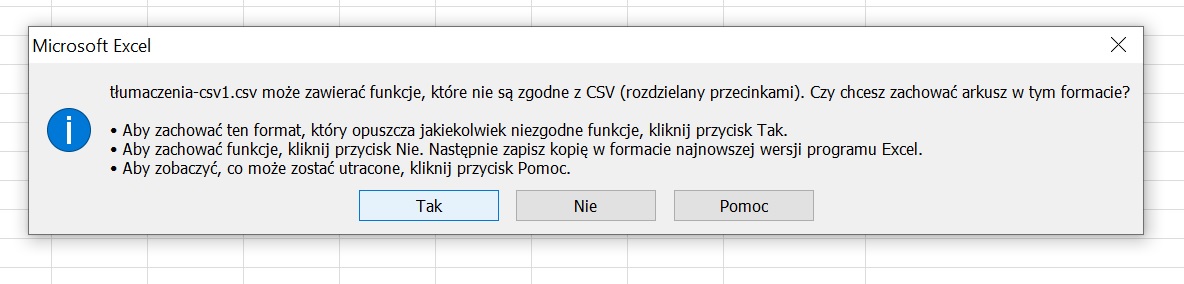 Microsoft Excel
tłumaczenia-csv1.csv może zawierać funkcje, które nie są zgodne z CSV (rozdzielany przecinkami). Czy chcesz zachować arkusz w tym formacie?
• Aby zachować ten format, który opuszcza jakiekolwiek niezgodne funkcje, kliknij przycisk Tak.
• Aby zachować funkcje, kliknij przycisk Nie. Następnie zapisz kopię w formacie najnowszej wersji programu Excel.
• Aby zobaczyć, co może zostać utracone, kliknij przycisk Pomoc.
Tak
Nie
Pomoc